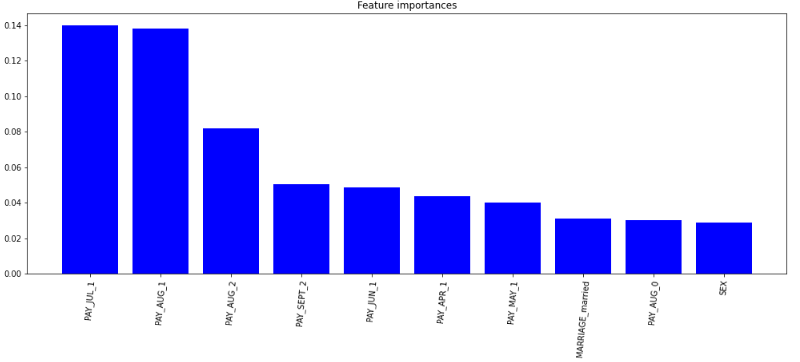 Feature importances
0.14
0.12
0.10
0.08
0.06
0.04
0.02
0.00
PAY_JUL_1
PAY_AUG_1
PAY_AUG_2
PAY_SEPT_2
PAY_JUN_1
PAY_APR_1
PAY_MAY_1
MARRIAGE_married
PAY_AUG_0
SEX